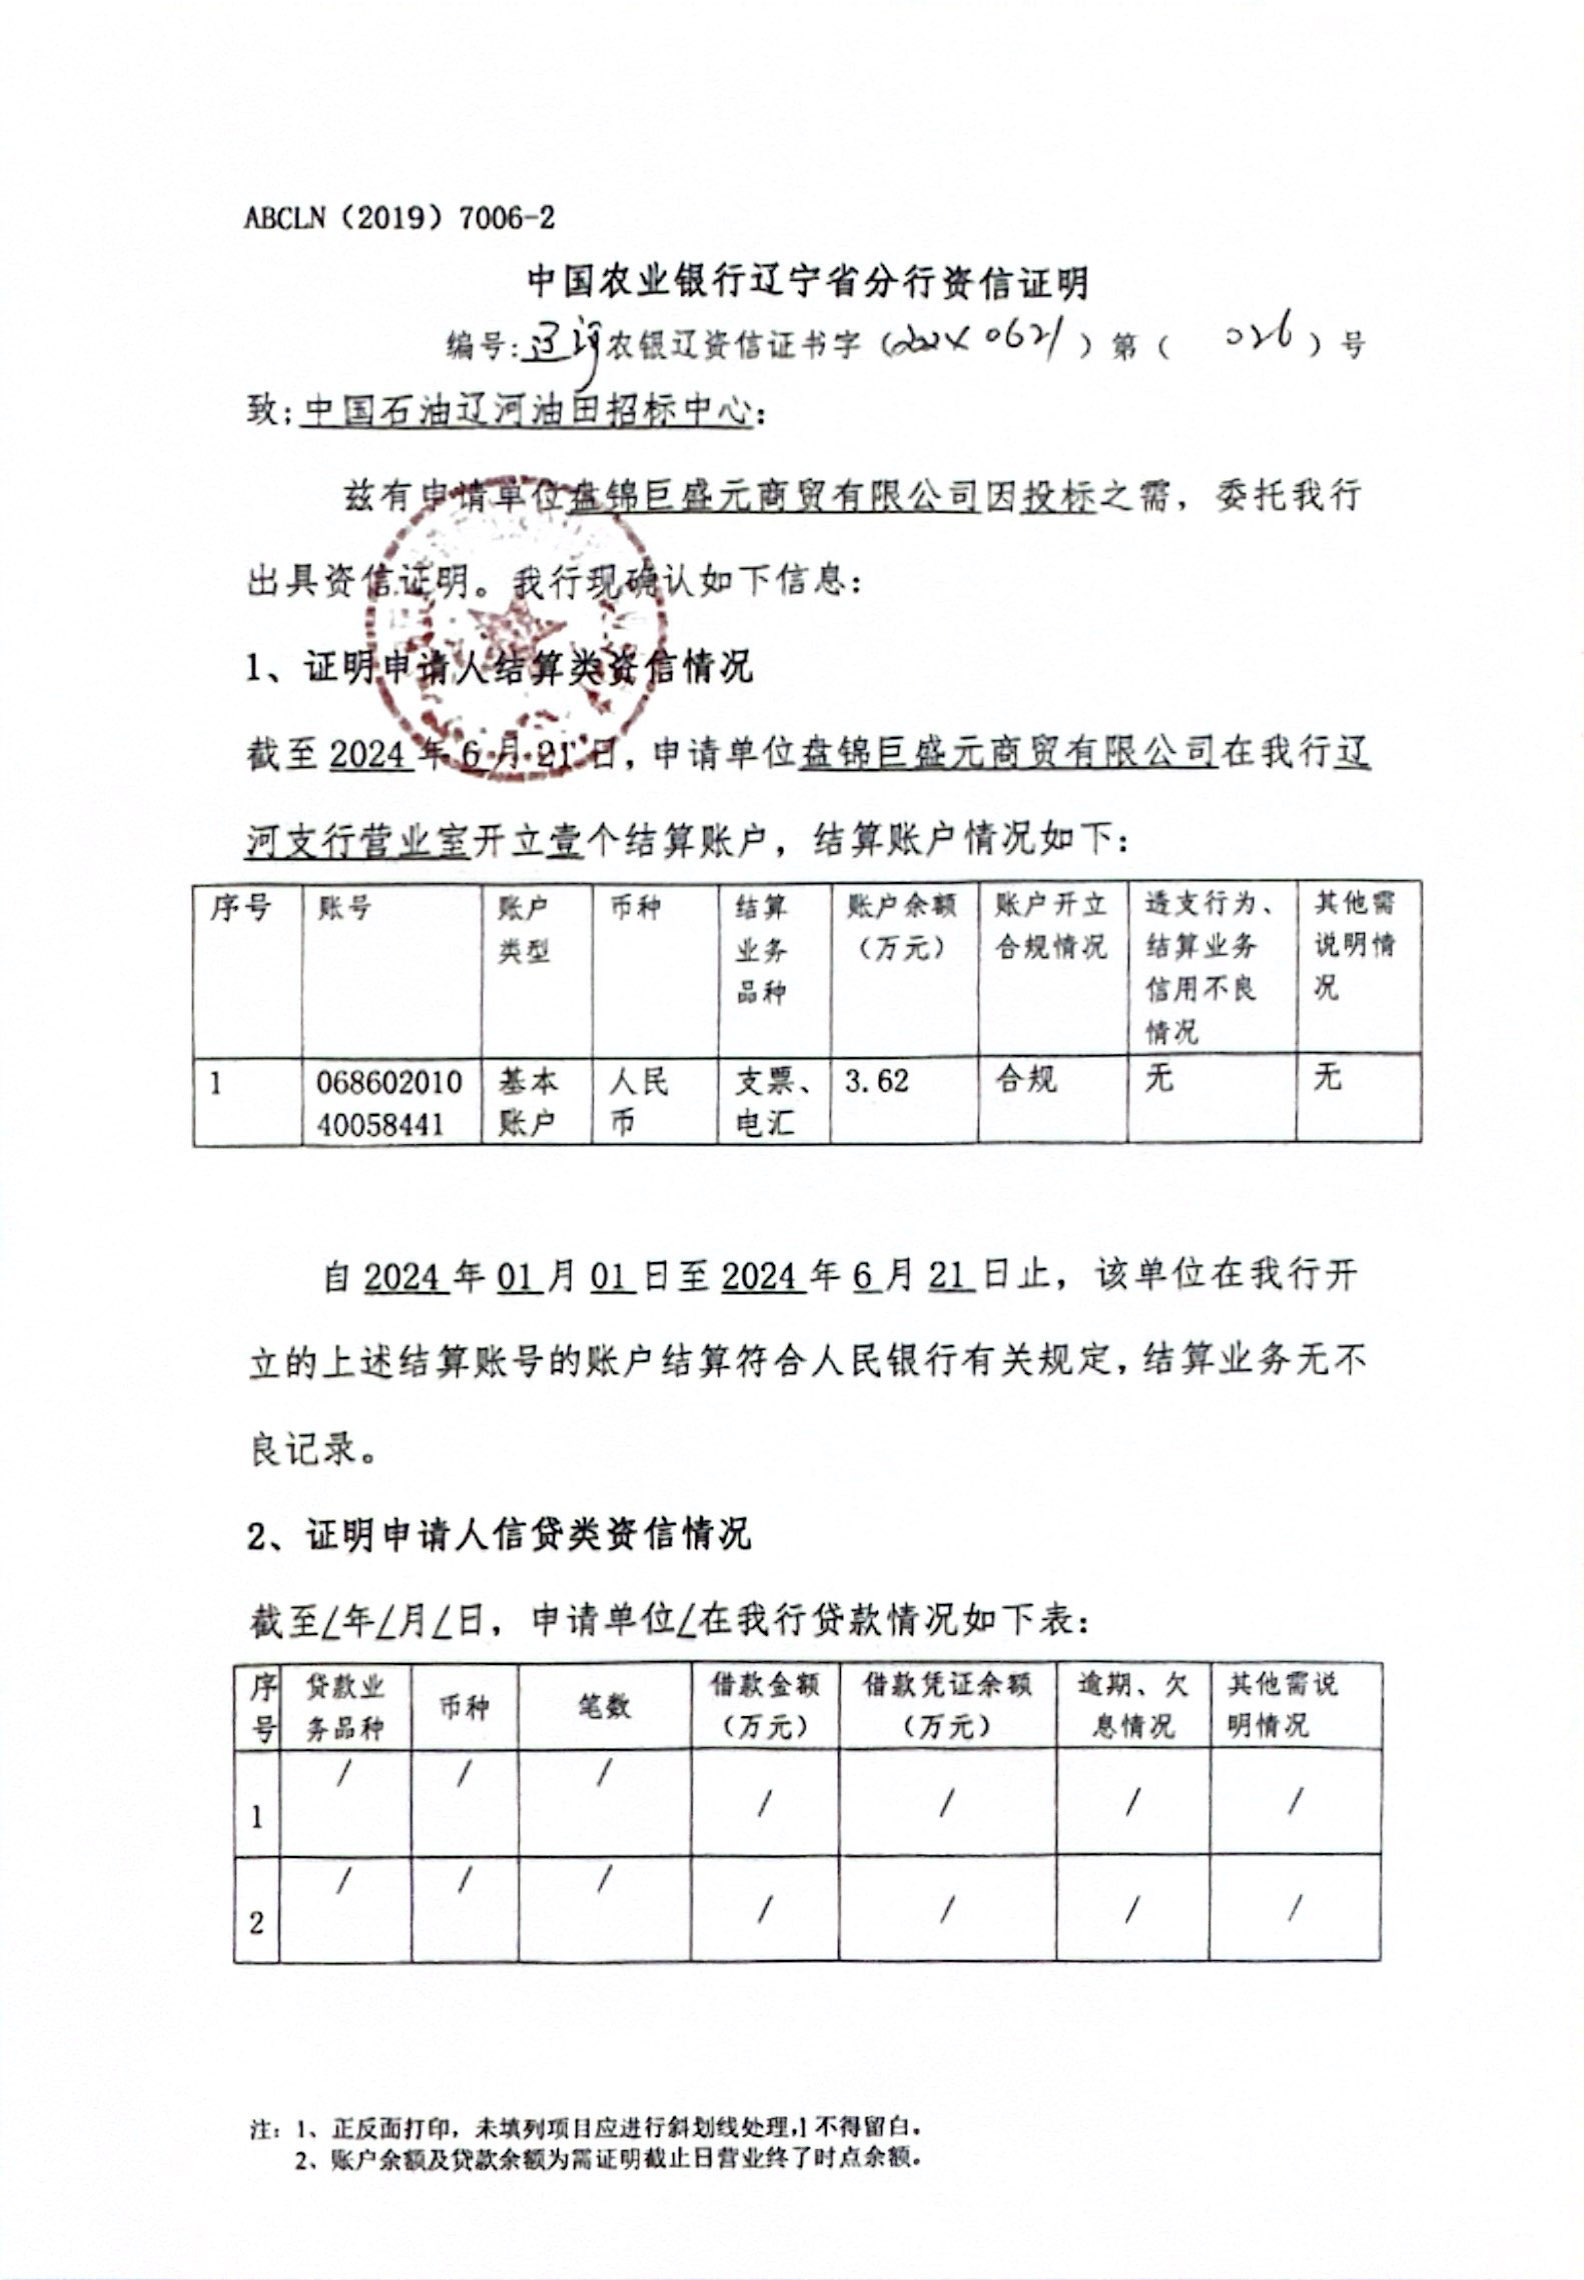 ABCLN（2019）7006-2
中国农业银行辽宁省分行资信证明
编号:辽河农银辽资信证书字（20240621）第（ 026 ）号
致:中国石油辽河油田招标中心:
兹有申请单位盘锦巨盛元商贸有限公司因投标之需，委托我行
出具资信证明。我行现确认如下信息:
1、证明申请人结算类资信情况
截至 2024 年 6 月 21 日，申请单位盘锦巨盛元商贸有限公司在我行辽
河支行营业室开立壹个结算账户，结算账户情况如下:
序号 账号 账户类型 币种 结算业务品种 账户余额（万元） 账户开立合规情况 透支行为、结算业务信用不良情况 其他需说明情况
1 06860201040058441 基本账户 人民币 支票、电汇 3.62 合规 无 无
自 2024 年 01 月 01 日至 2024 年 6 月 21 日止，该单位在我行开
立的上述结算账号的账户结算符合人民银行有关规定，结算业务无不
良记录。
2、证明申请人信贷类资信情况
截至/年/月/日，申请单位/在我行贷款情况如下表:
序号 贷款业务品种 币种 笔数 借款金额（万元） 借款凭证余额（万元） 逾期、欠息情况 其他需说明情况
1 / / / / / / /
2 / / / / / / /
注: 1、正反面打印，未填列项目应进行斜划线处理,1 不得留白。
2、账户余额及贷款余额为需证明截止日营业终了时点余额。